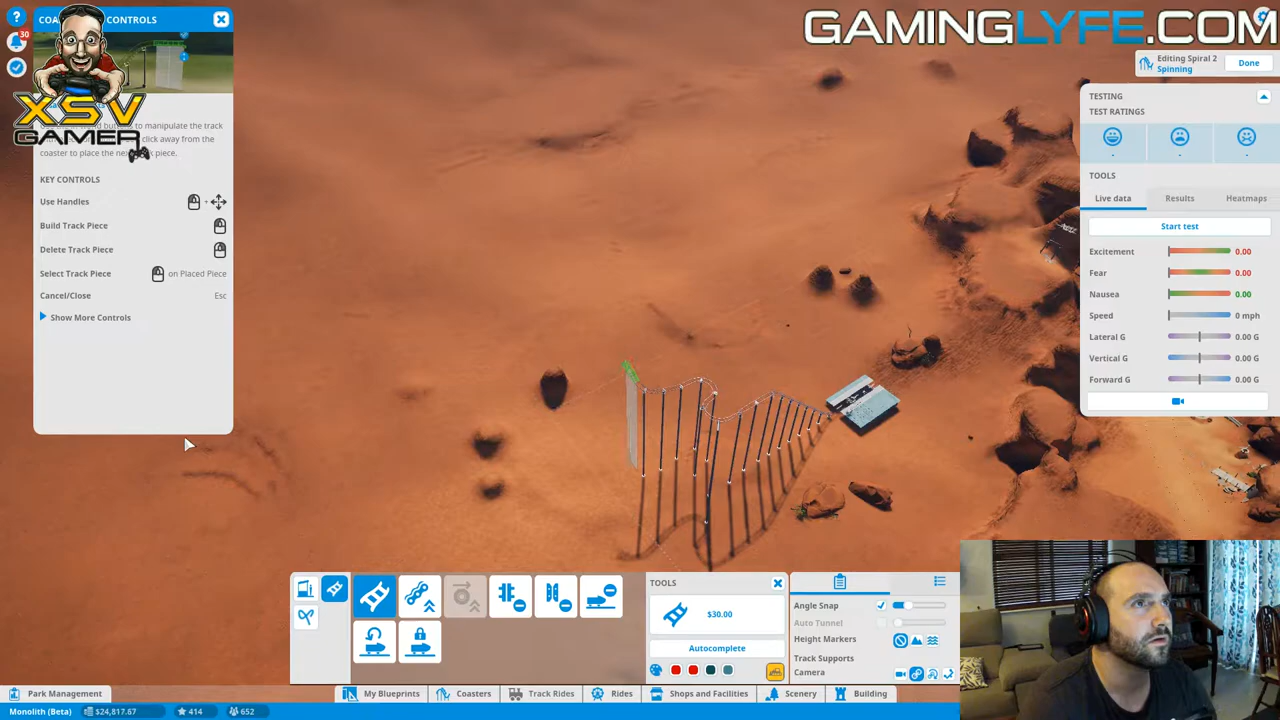 COA
CONTROLS
30
XSV
GAMER
to manipulate the track
click away from the
coaster to place the
piece.
KEY CONTROLS
Use Handles
+
Build Track Piece
Delete Track Piece
Select Track Piece on Placed Piece
Cancel/Close Esc
Show More Controls
GAMINGLYFE.COM
Editing Spiral 2
Spinning
Done
TESTING
TEST RATINGS
- - -
TOOLS
Live data Results Heatmaps
Start test
Excitement 0.00
Fear 0.00
Nausea 0.00
Speed 0 mph
Lateral G 0.00 G
Vertical G 0.00 G
Forward G 0.00 G
TOOLS
$30.00
Autocomplete
Angle Snap
Auto Tunnel
Height Markers
Track Supports
Camera
Park Management
My Blueprints Coasters Track Rides Rides Shops and Facilities Scenery Building
Monolith (Beta) $24,817.67 414 652